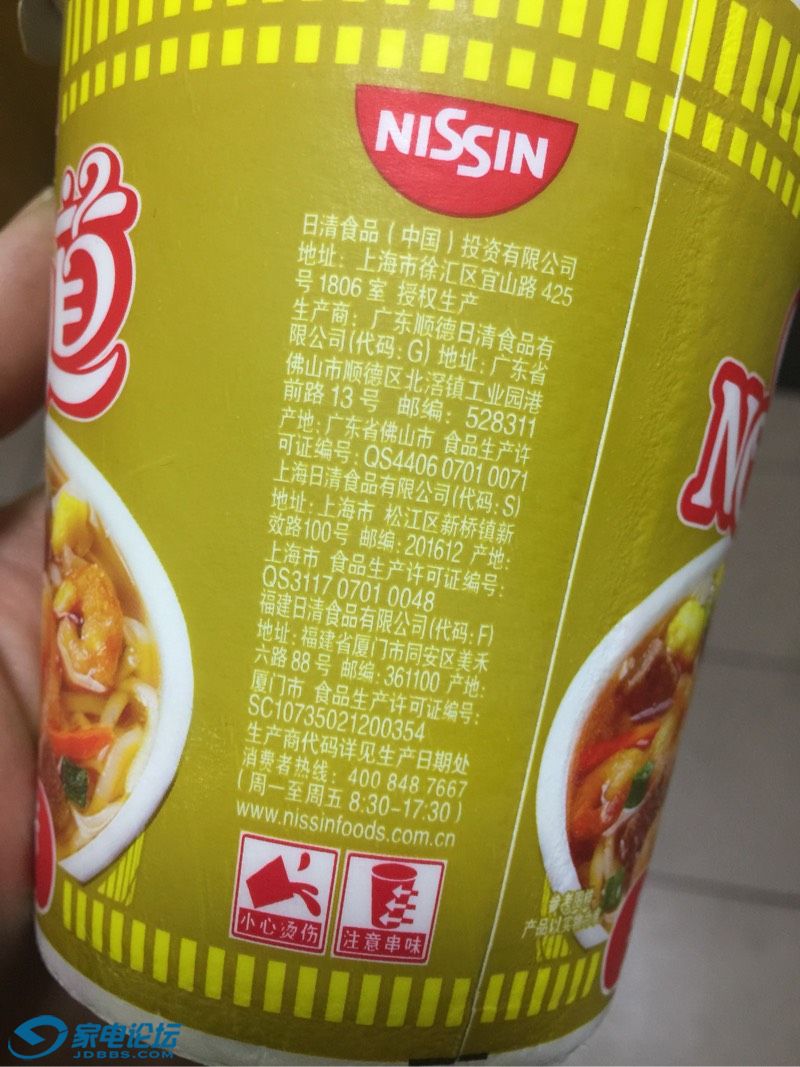 NISSIN
道
日清食品（中国）投资有限公司
地址：上海市徐汇区宜山路 425
号 1806 室 授权生产
生产商：广东顺德日清食品有
限公司(代码:G) 地址:广东省
佛山市顺德区北滘镇工业园港
前路 13 号 邮编：528311
产地:广东省佛山市 食品生产许
可证编号:QS4406 0701 0071
上海日清食品有限公司(代码:S)
地址:上海市 松江区新桥镇新
效路100号 邮编:201612 产地:
上海市 食品生产许可证编号:
QS3117 0701 0048
福建日清食品有限公司(代码:F)
地址:福建省厦门市同安区美禾
六路 88 号 邮编:361100 产地:
厦门市 食品生产许可证编号:
SC10735021200354
生产商代码详见生产日期处
消费者热线：400 848 7667
（周一至周五 8:30-17:30）
www.nissinfoods.com.cn
小心烫伤
注意串味
家电论坛
JDBBS.COM